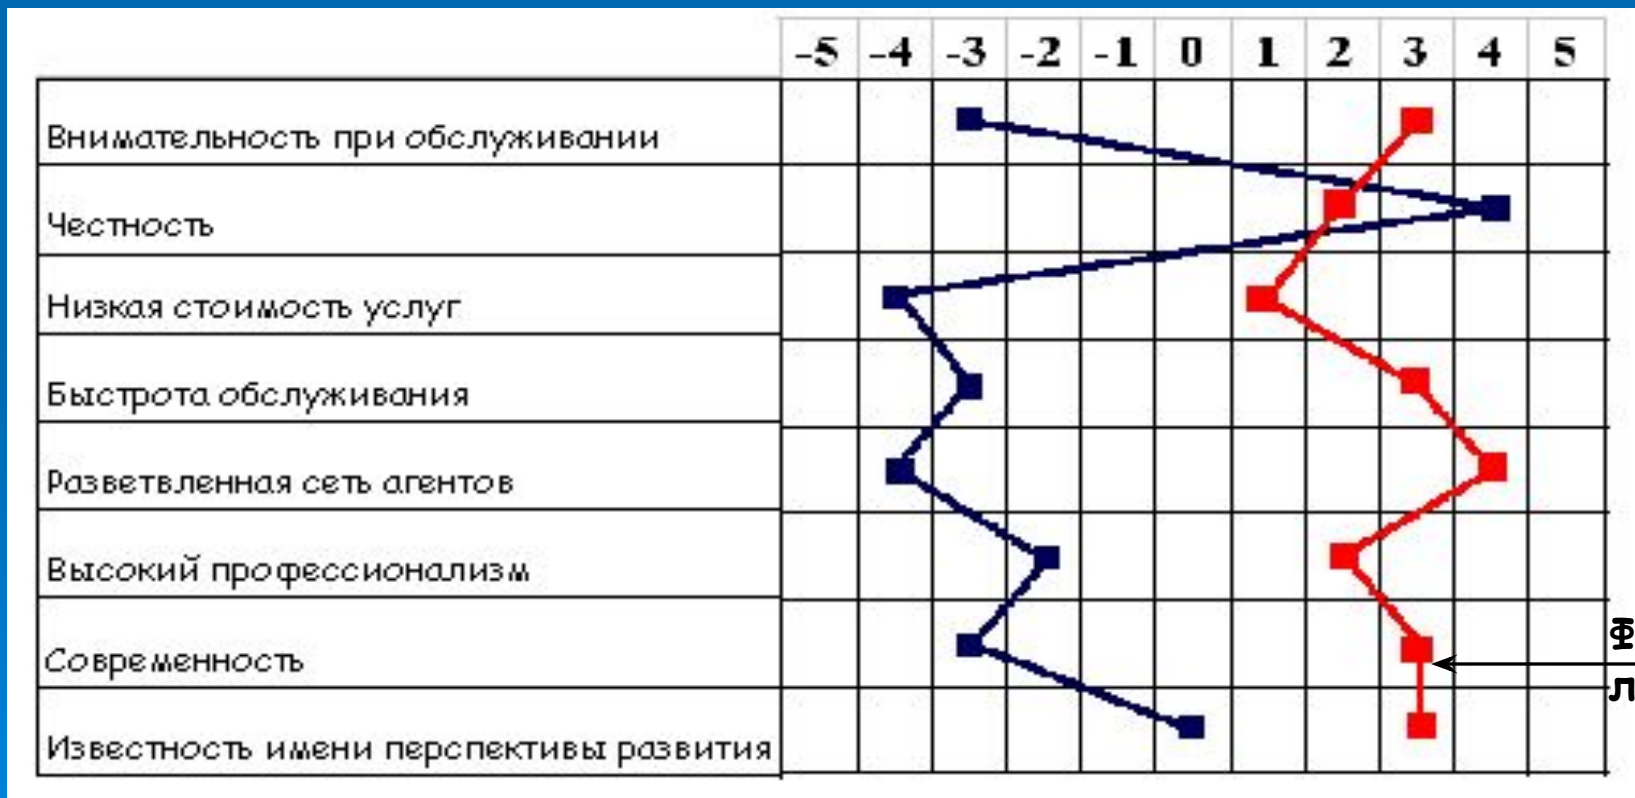 -5 -4 -3 -2 -1 0 1 2 3 4 5
Внимательность при обслуживании
Честность
Низкая стоимость услуг
Быстрота обслуживания
Разветвленная сеть агентов
Высокий профессионализм
Современность
Известность имени перспективы развития